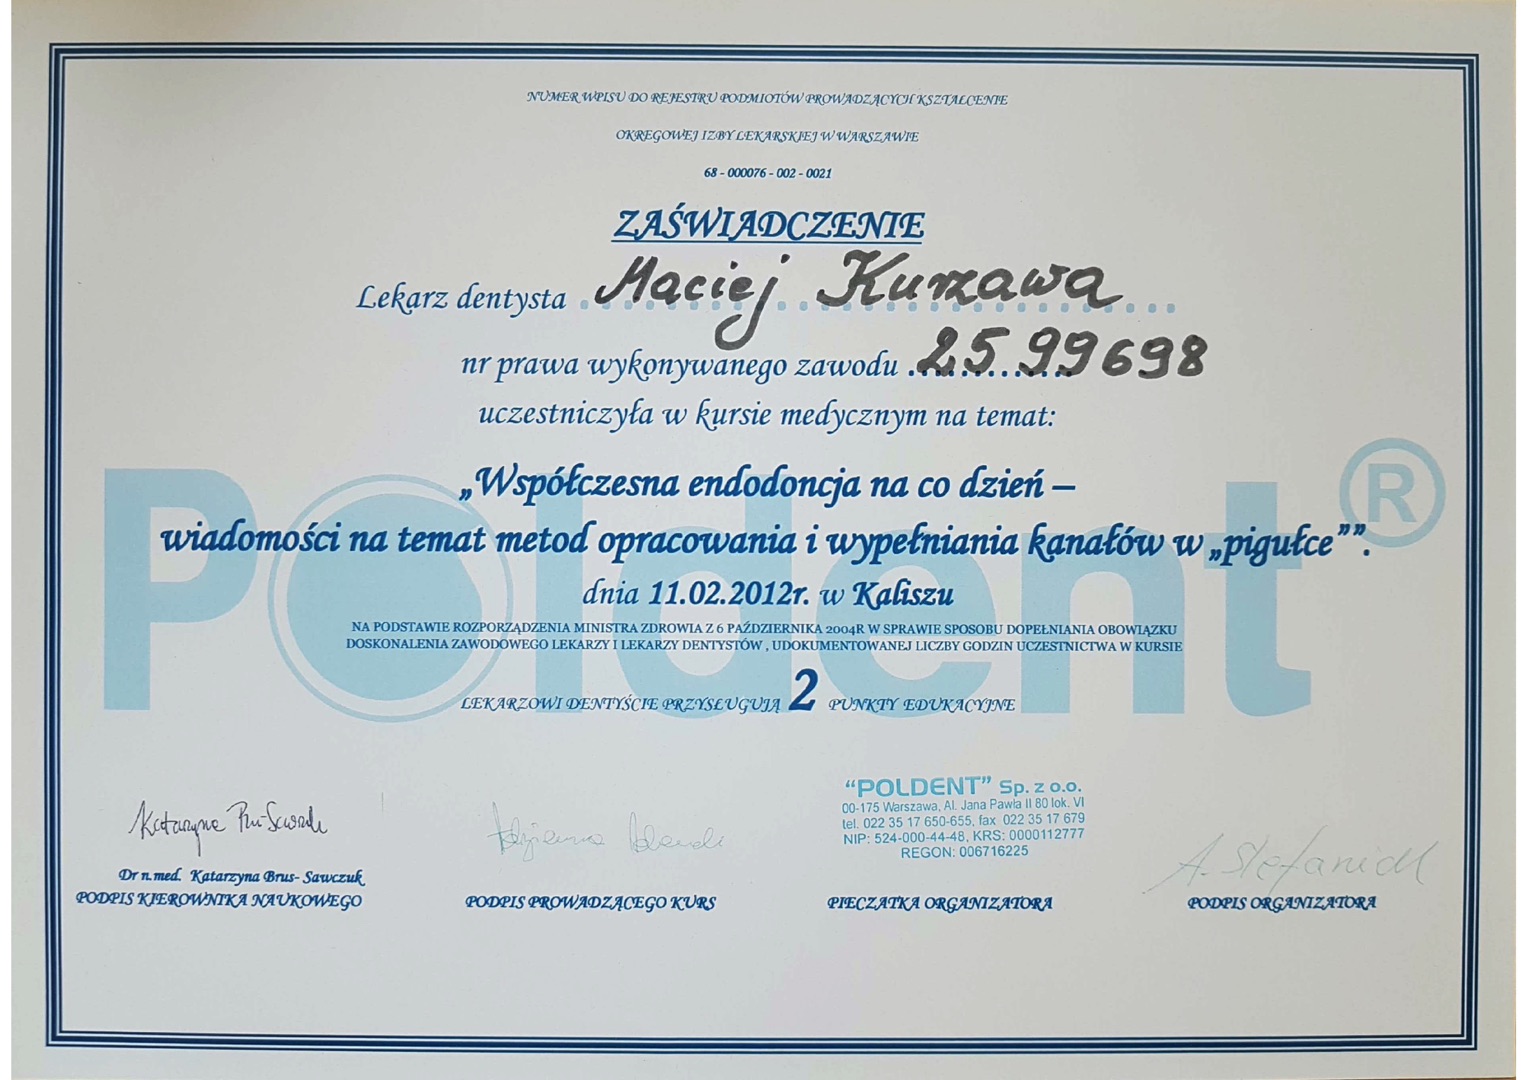 NUMER WPISU DO REJESTRU PODMIOTÓW PROWADZĄCYCH KSZTAŁCENIE
OKRĘGOWEJ IZBY LEKARSKIEJ W WARSZAWIE
68 - 000076 - 002 - 0021
ZAŚWIADCZENIE
Lekarz dentysta Maciej Kurzawa
nr prawa wykonywanego zawodu 2599698
uczestniczyła w kursie medycznym na temat:
„Współczesna endodoncja na co dzień –
wiadomości na temat metod opracowania i wypełniania kanałów w „pigułce””.
Poldent®
dnia 11.02.2012r. w Kaliszu
NA PODSTAWIE ROZPORZĄDZENIA MINISTRA ZDROWIA Z 6 PAŹDZIERNIKA 2004R W SPRAWIE SPOSOBU DOPEŁNIANIA OBOWIĄZKU
DOSKONALENIA ZAWODOWEGO LEKARZY I LEKARZY DENTYSTÓW , UDOKUMENTOWANEJ LICZBY GODZIN UCZESTNICTWA W KURSIE
LEKARZOWI DENTYŚCIE PRZYSŁUGUJĄ 2 PUNKTY EDUKACYJNE
“POLDENT” Sp. z o.o.
00-175 Warszawa, Al. Jana Pawła II 80 lok. VI
tel. 022 35 17 650-655, fax 022 35 17 679
NIP: 524-000-44-48, KRS: 0000112777
REGON: 006716225
Katarzyna
A. Stefaniak
Dr n.med. Katarzyna Brus- Sawczuk
PODPIS KIEROWNIKA NAUKOWEGO
PODPIS PROWADZĄCEGO KURS
PIECZATKA ORGANIZATORA
PODPIS ORGANIZATORA